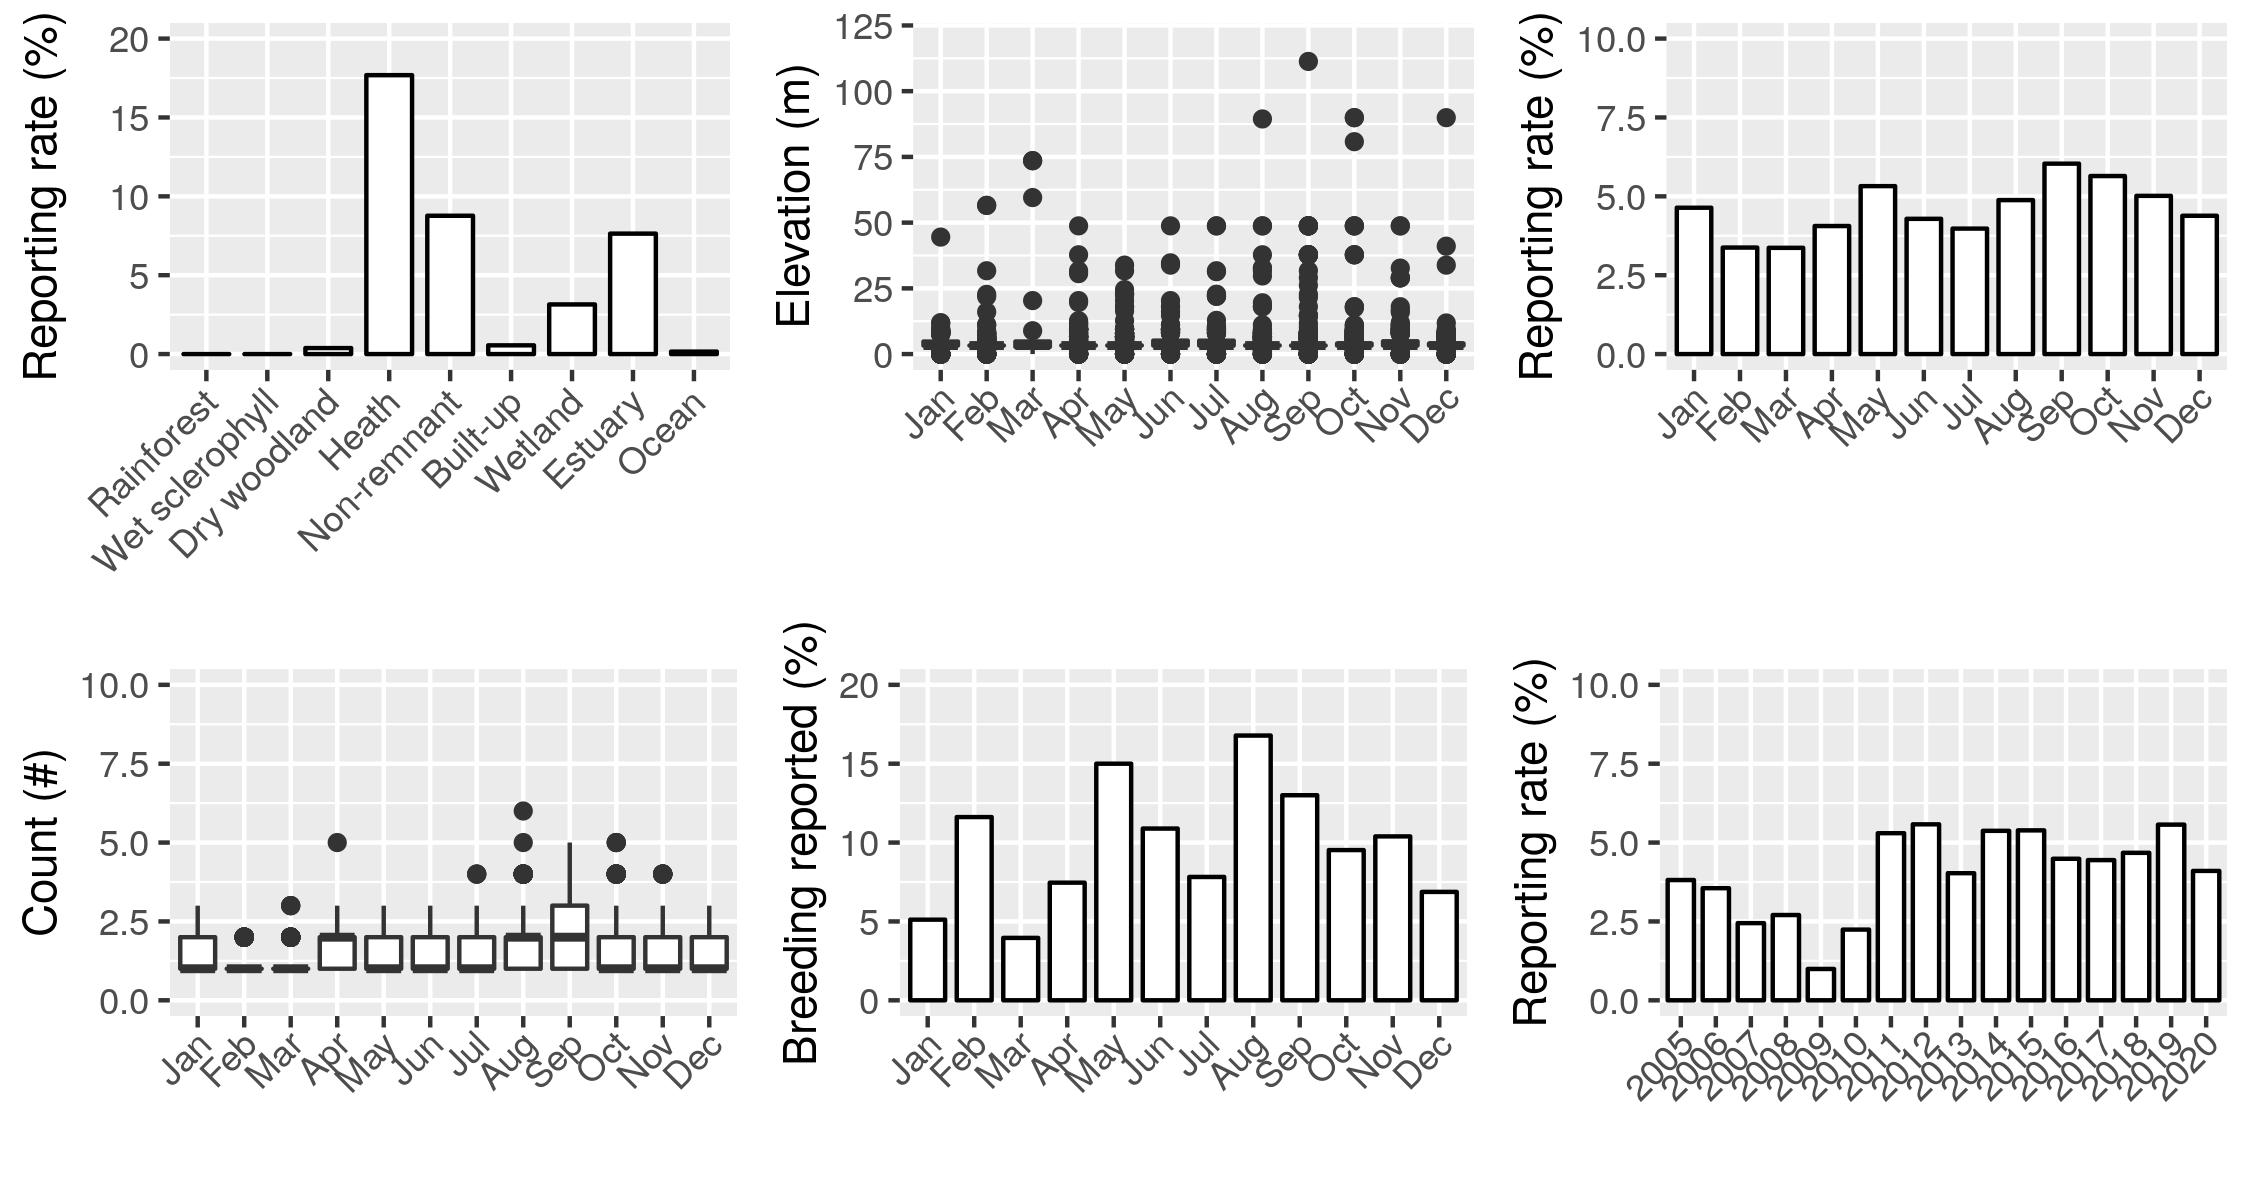 Reporting rate (%)
20
15
10
5
0
Rainforest
Wet sclerophyll
Dry woodland
Heath
Non-remnant
Built-up
Wetland
Estuary
Ocean
Elevation (m)
125
100
75
50
25
0
Jan
Feb
Mar
Apr
May
Jun
Jul
Aug
Sep
Oct
Nov
Dec
Reporting rate (%)
10.0
7.5
5.0
2.5
0.0
Jan
Feb
Mar
Apr
May
Jun
Jul
Aug
Sep
Oct
Nov
Dec
Count (#)
10.0
7.5
5.0
2.5
0.0
Jan
Feb
Mar
Apr
May
Jun
Jul
Aug
Sep
Oct
Nov
Dec
Breeding reported (%)
20
15
10
5
0
Jan
Feb
Mar
Apr
May
Jun
Jul
Aug
Sep
Oct
Nov
Dec
Reporting rate (%)
10.0
7.5
5.0
2.5
0.0
2005
2006
2007
2008
2009
2010
2011
2012
2013
2014
2015
2016
2017
2018
2019
2020